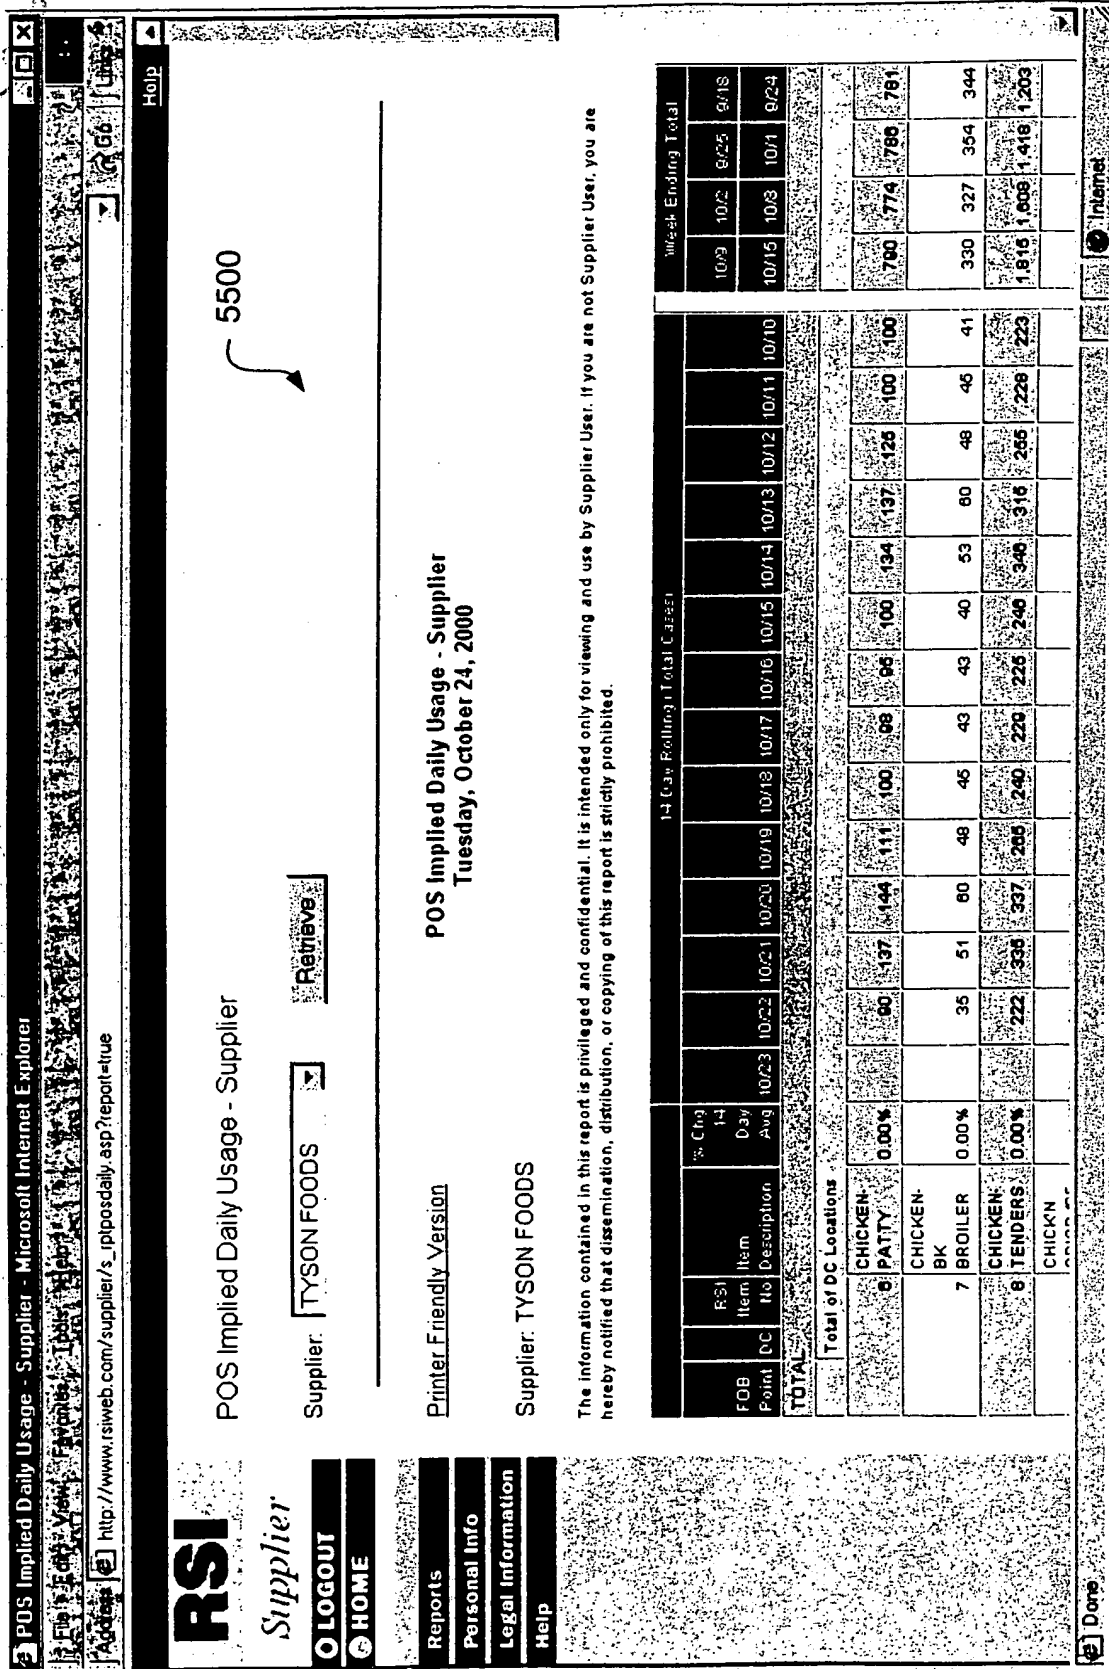 POS Implied Daily Usage - Supplier - Microsoft Internet Explorer
File Edit View Favorites Tools Help
Address http://www.rsiweb.com/supplier/s_rptposdaily.asp?report=true Go Links
Help
RSI
Supplier
LOGOUT
HOME
Reports
Personal Info
Legal Information
Help
POS Implied Daily Usage - Supplier
Supplier: TYSON FOODS Retrieve
5500
Printer Friendly Version
POS Implied Daily Usage - Supplier
Tuesday, October 24, 2000
Supplier: TYSON FOODS
The information contained in this report is privileged and confidential. It is intended only for viewing and use by Supplier User. If you are not Supplier User, you are
hereby notified that dissemination, distribution, or copying of this report is strictly prohibited.
14 Day Rolling Total Cases Week Ending Total
% Chg 10/9 10/2 9/25 9/18
RSI 14
FOB Item Item Day
Point DC No Description Avg 10/23 10/22 10/21 10/20 10/19 10/18 10/17 10/16 10/15 10/14 10/13 10/12 10/11 10/10 10/15 10/8 10/1 9/24
TOTAL
Total of DC Locations
CHICKEN-
PATTY 0.00% 90 137 144 111 100 98 95 100 134 137 125 100 100 790 774 786 781
CHICKEN-
BK
7 BROILER 0.00% 35 51 60 48 45 43 43 40 53 60 48 45 41 330 327 354 344
CHICKEN-
8 TENDERS 0.00% 222 335 337 265 240 229 225 246 346 315 255 228 223 1,815 1,608 1,418 1,203
CHICK'N
Done Internet